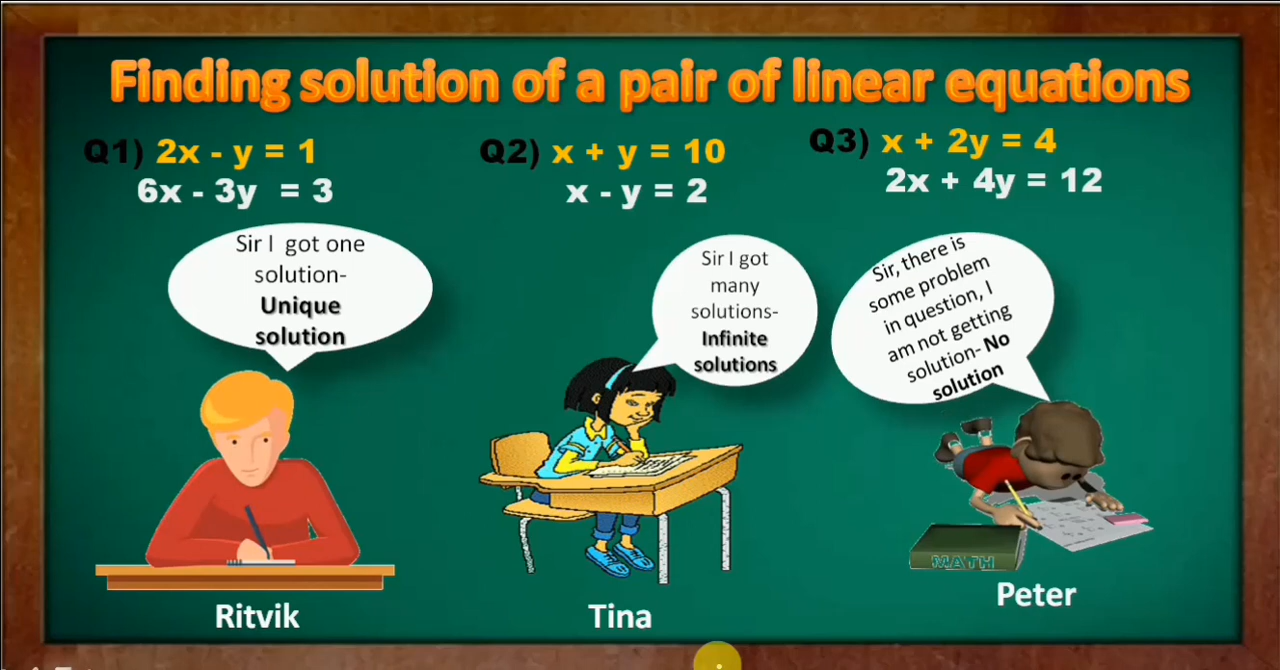 Finding solution of a pair of linear equations
Q1) 2x - y = 1
6x - 3y = 3
Q2) x + y = 10
x - y = 2
Q3) x + 2y = 4
2x + 4y = 12
Sir I got one
solution-
Unique
solution
Sir I got
many
solutions-
Infinite
solutions
Sir, there is
some problem
in question, I
am not getting
solution- No
solution
MATH
Ritvik
Tina
Peter